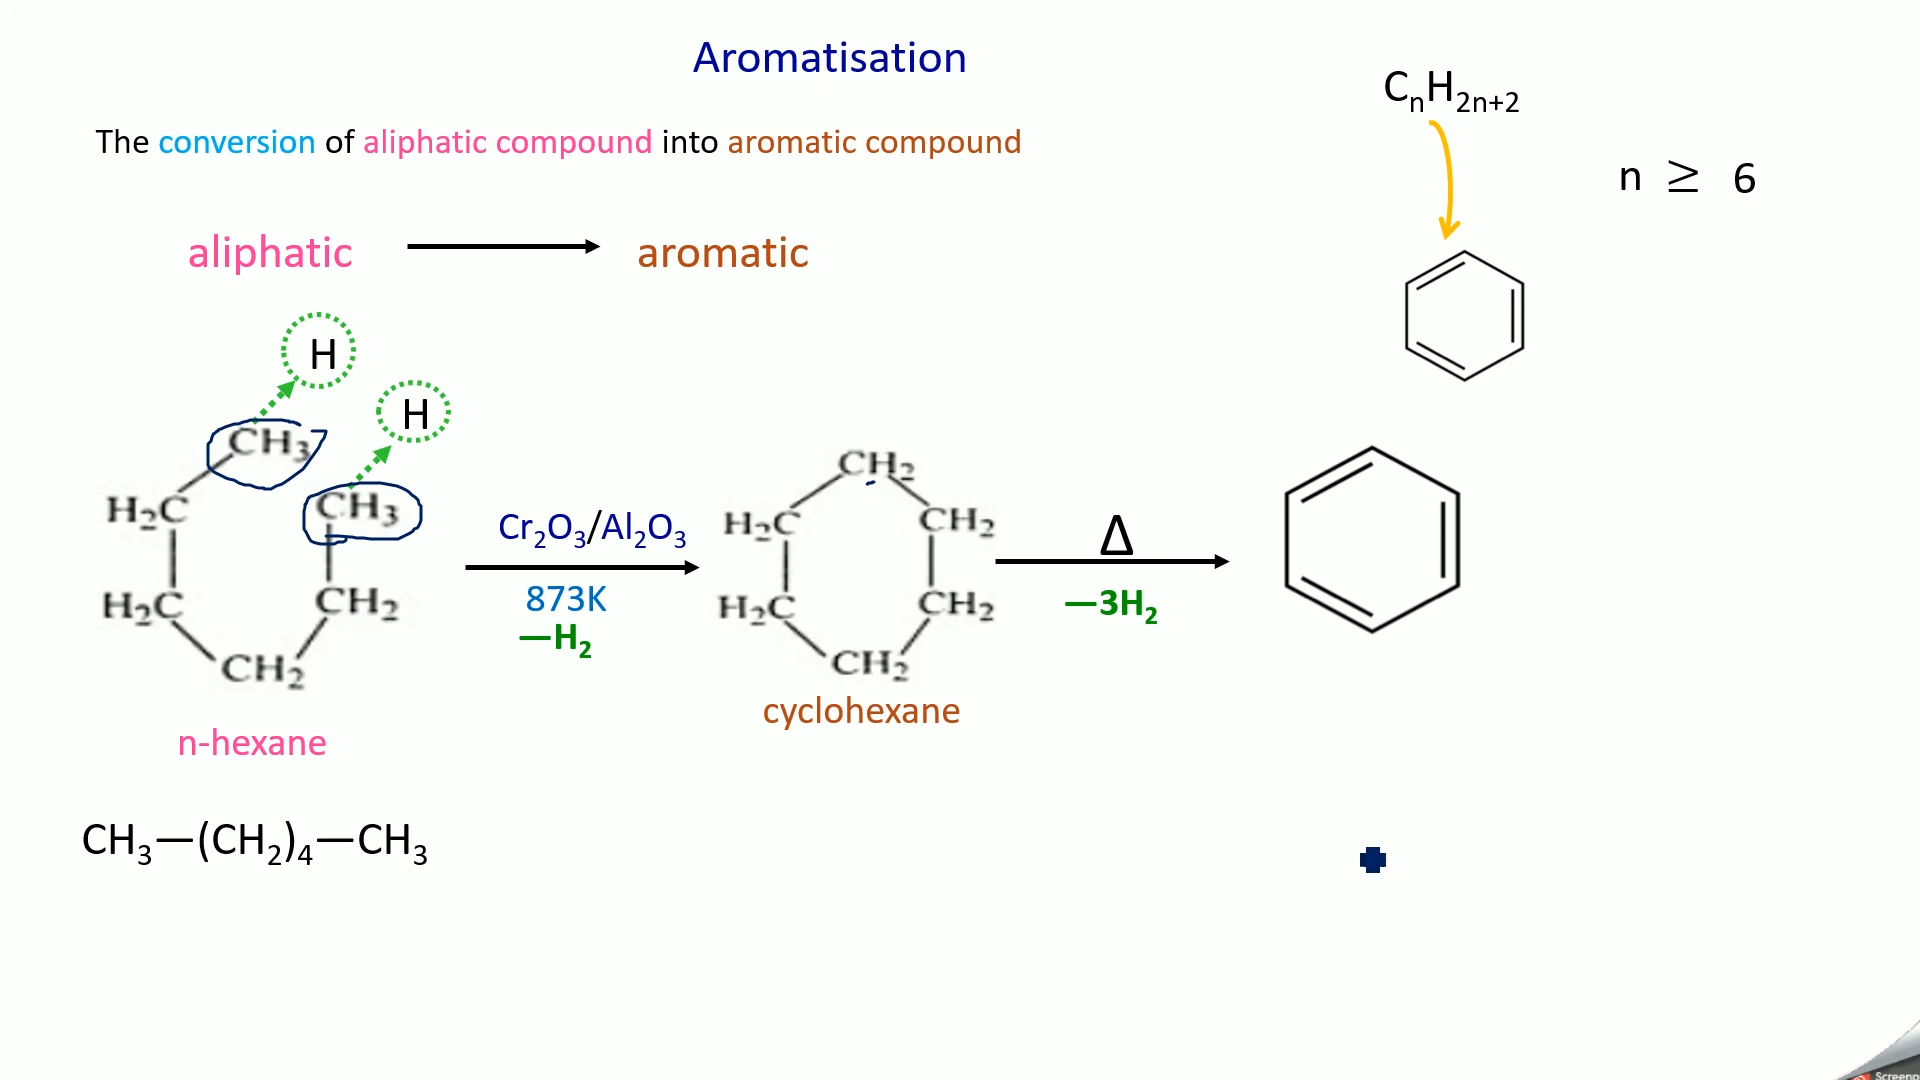 Aromatisation
CₙH₂ₙ₊₂
The conversion of aliphatic compound into aromatic compound
n ≥ 6
aliphatic
aromatic
H
H
CH₃
CH₃
H₂C
H₂C
CH₂
CH₂
Cr₂O₃/Al₂O₃
873K
—H₂
CH₂
H₂C
CH₂
H₂C
CH₂
CH₂
Δ
—3H₂
cyclohexane
n-hexane
CH₃—(CH₂)₄—CH₃